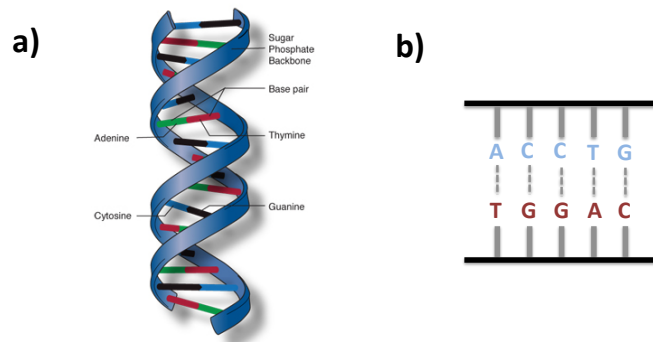 a)
Sugar
Phosphate
Backbone
Base pair
Adenine
Thymine
Cytosine
Guanine
b)
A C C T G
T G G A C